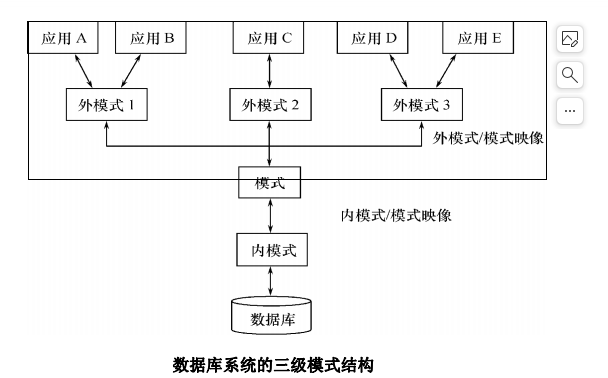 应用 A 应用 B 应用 C 应用 D 应用 E
外模式 1 外模式 2 外模式 3
外模式/模式映像
模式
内模式/模式映像
内模式
数据库
数据库系统的三级模式结构